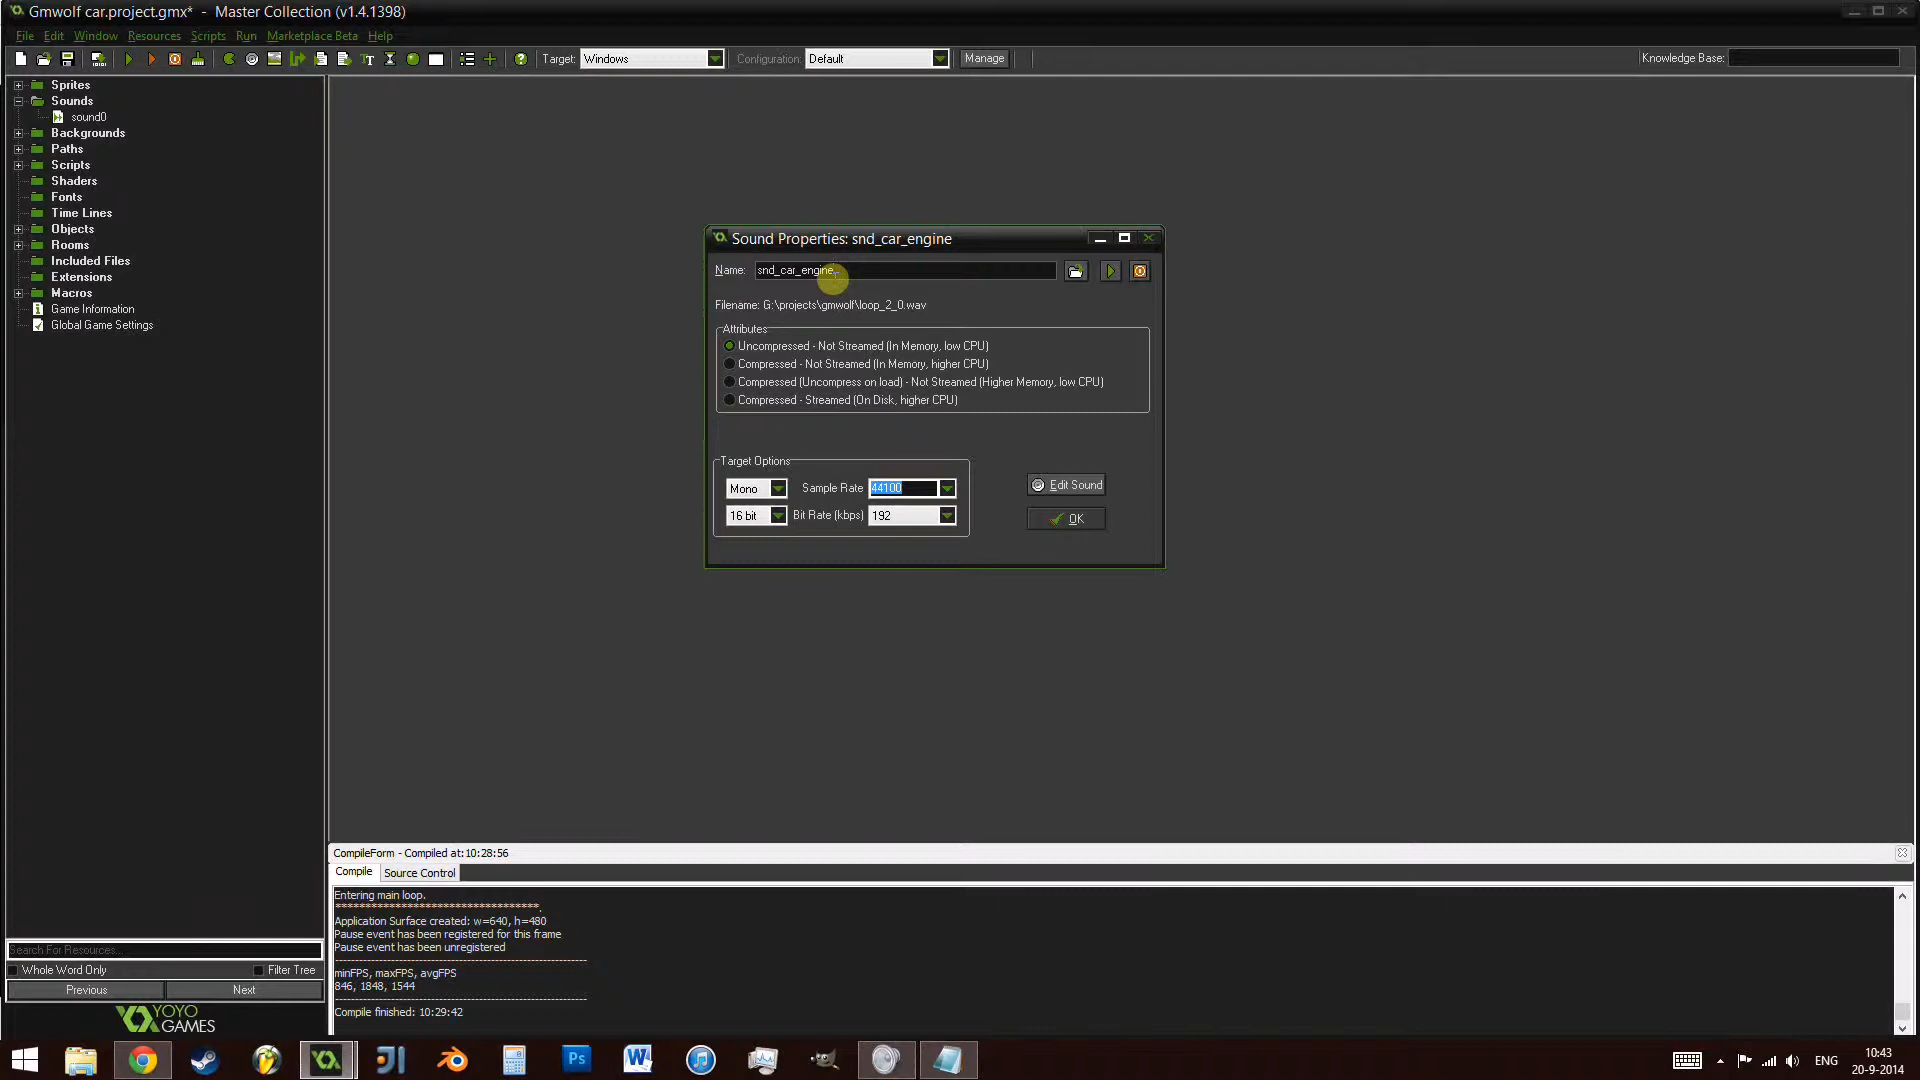 Gmwolf car.project.gmx* - Master Collection (v1.4.1398)
File Edit Window Resources Scripts Run Marketplace Beta Help
Target: Windows Configuration: Default Manage Knowledge Base:
Sprites
Sounds
sound0
Backgrounds
Paths
Scripts
Shaders
Fonts
Time Lines
Objects
Rooms
Included Files
Extensions
Macros
Game Information
Global Game Settings
Sound Properties: snd_car_engine
Name: snd_car_engine
Filename: G:\projects\gmwolf\loop_2_0.wav
Attributes
Uncompressed - Not Streamed (In Memory, low CPU)
Compressed - Not Streamed (In Memory, higher CPU)
Compressed (Uncompress on load) - Not Streamed (Higher Memory, low CPU)
Compressed - Streamed (On Disk, higher CPU)
Target Options
Mono Sample Rate 44100
16 bit Bit Rate (kbps) 192
Edit Sound
OK
CompileForm - Compiled at:10:28:56
Compile Source Control
Entering main loop.
****************************************.
Application Surface created: w=640, h=480
Pause event has been registered for this frame
Pause event has been unregistered
minFPS, maxFPS, avgFPS
846, 1848, 1544
Compile finished: 10:29:42
Search For Resources...
Whole Word Only Filter Tree
Previous Next
YOYO
GAMES
Ps
ENG
10:43
20-9-2014